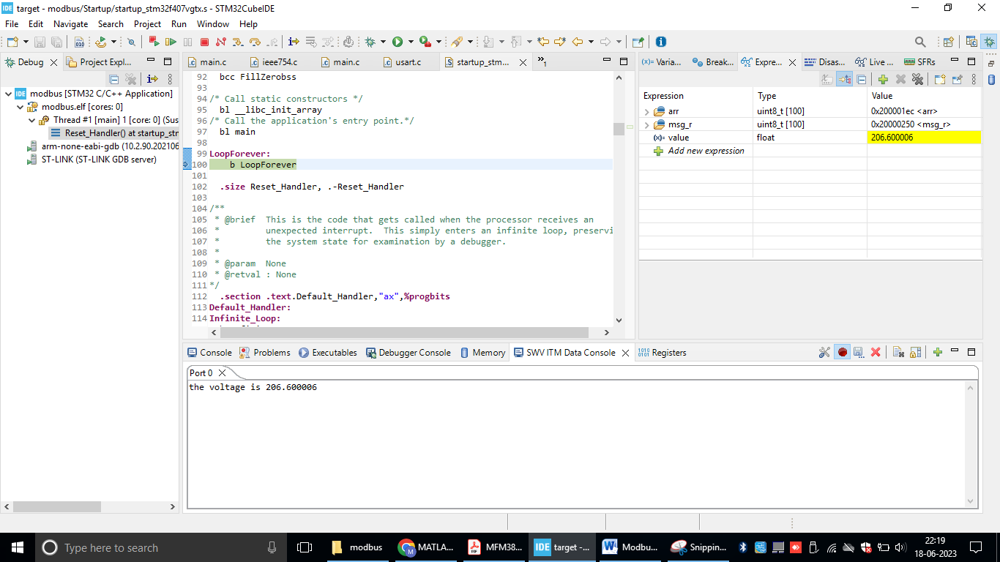 IDE target - modbus/Startup/startup_stm32f407vgtx.s - STM32CubeIDE
File Edit Navigate Search Project Run Window Help
Debug Project Expl...
modbus [STM32 C/C++ Application]
modbus.elf [cores: 0]
Thread #1 [main] 1 [core: 0] (Sus
Reset_Handler() at startup_str
arm-none-eabi-gdb (10.2.90.202106
ST-LINK (ST-LINK GDB server)
main.c ieee754.c main.c usart.c startup_stm... »1
92 bcc FillZerobss
93
94 /* Call static constructors */
95 bl __libc_init_array
96 /* Call the application's entry point.*/
97 bl main
98
99 LoopForever:
100 b LoopForever
101
102 .size Reset_Handler, .-Reset_Handler
103
104 /**
105 * @brief  This is the code that gets called when the processor receives an
106 * unexpected interrupt.  This simply enters an infinite loop, preservi
107 * the system state for examination by a debugger.
108 *
109 * @param  None
110 * @retval : None
111 */
112 .section .text.Default_Handler,"ax",%progbits
113 Default_Handler:
114 Infinite_Loop:
(x)= Varia... Break... Expre... Disas... Live ... SFRs
Expression Type Value
arr uint8_t [100] 0x200001ec <arr>
msg_r uint8_t [100] 0x20000250 <msg_r>
(x)= value float 206.600006
Add new expression
Console Problems Executables Debugger Console Memory SWV ITM Data Console Registers
Port 0
the voltage is 206.600006
Type here to search
modbus MATLA... MFM38... IDE target -... Modbu... Snippin...
22:19
18-06-2023